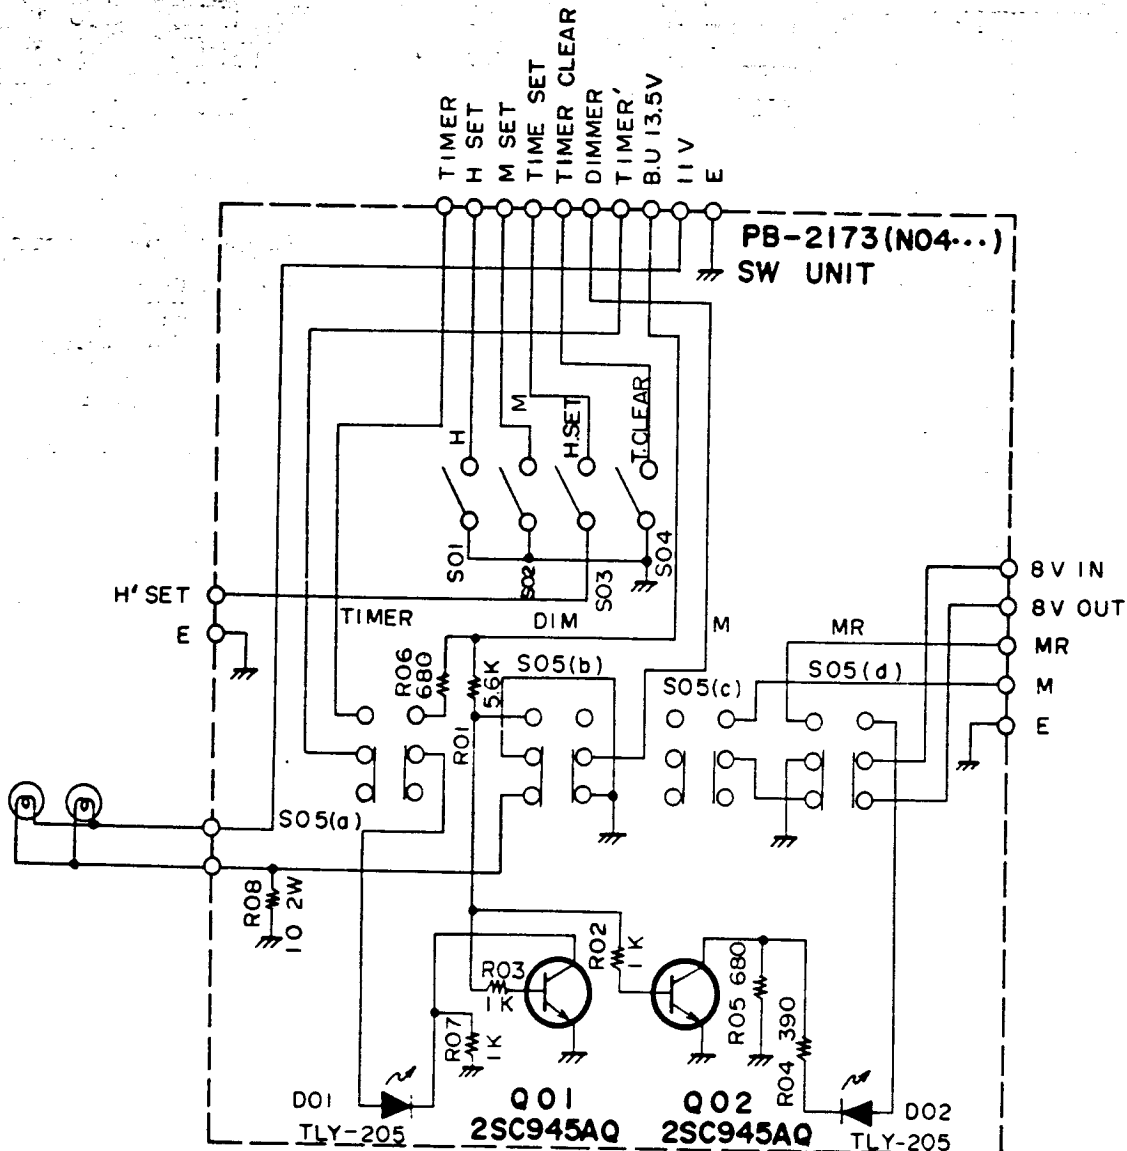 TIMER
H SET
M SET
TIME SET
TIMER CLEAR
DIMMER
TIMER'
B.U 13.5V
11V
E
PB-2173(N04···)
SW UNIT
H
M
H.SET
T.CLEAR
S01
S02
S03
S04
H' SET
E
TIMER
DIM
M
MR
8V IN
8V OUT
MR
M
E
R06
680
5.6K
R01
S05(b)
S05(c)
S05(d)
S05(a)
R08
10 2W
R03
1K
R02
1K
R07
1K
R05 680
R04 390
D01
TLY-205
Q01
2SC945AQ
Q02
2SC945AQ
D02
TLY-205